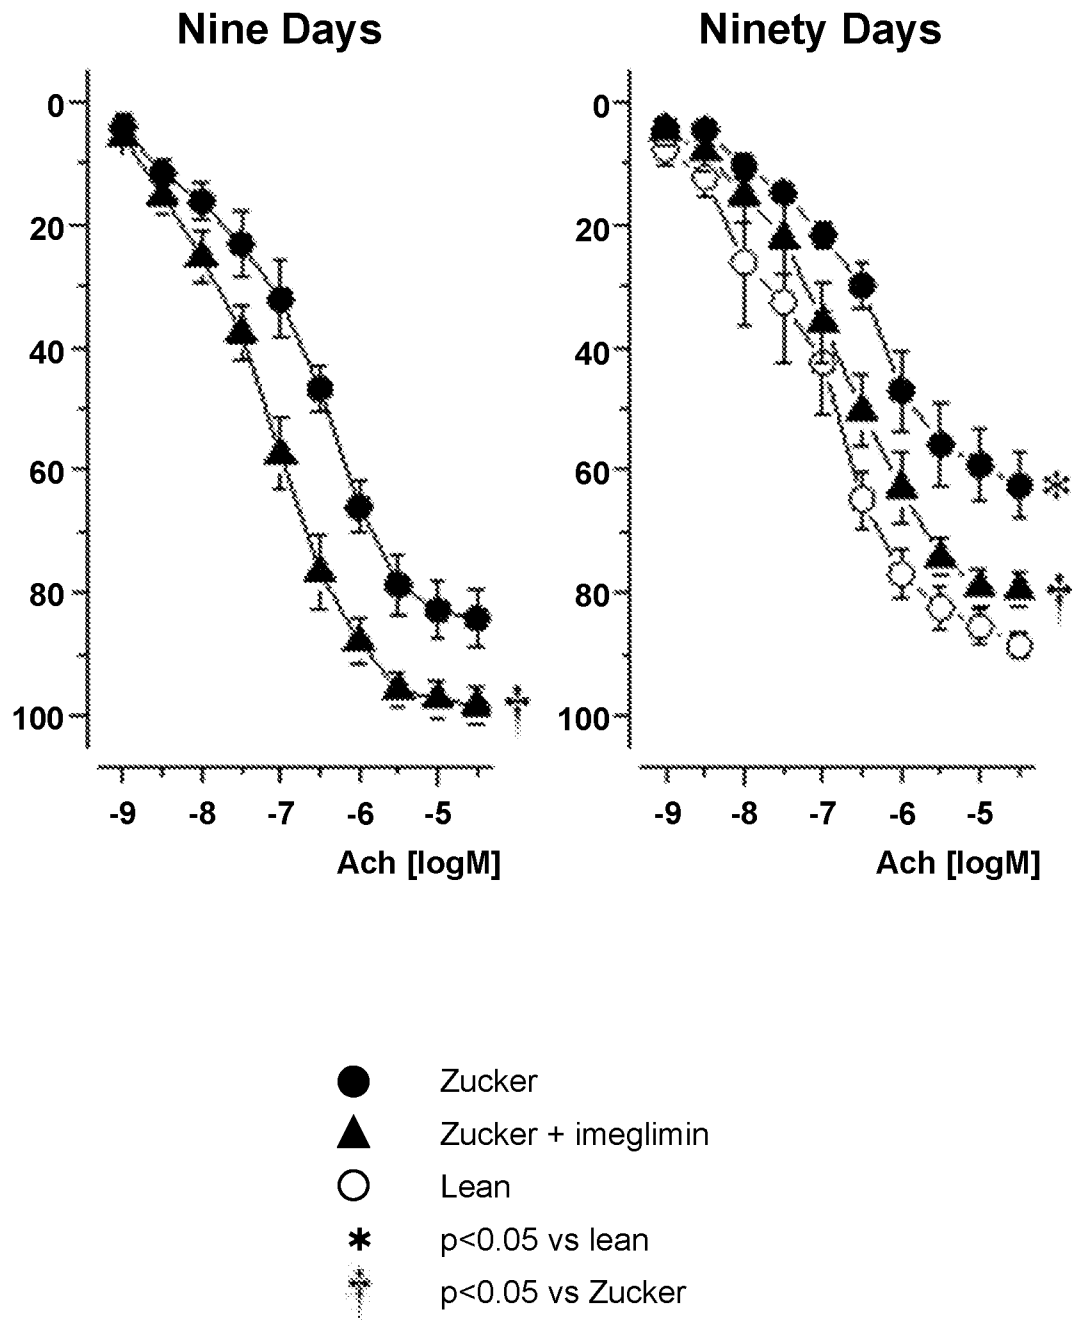 Nine Days
0
20
40
60
80
100
-9 -8 -7 -6 -5
Ach [logM]
Ninety Days
0
20
40
60
80
100
-9 -8 -7 -6 -5
Ach [logM]
Zucker
Zucker + imeglimin
Lean
* p<0.05 vs lean
† p<0.05 vs Zucker